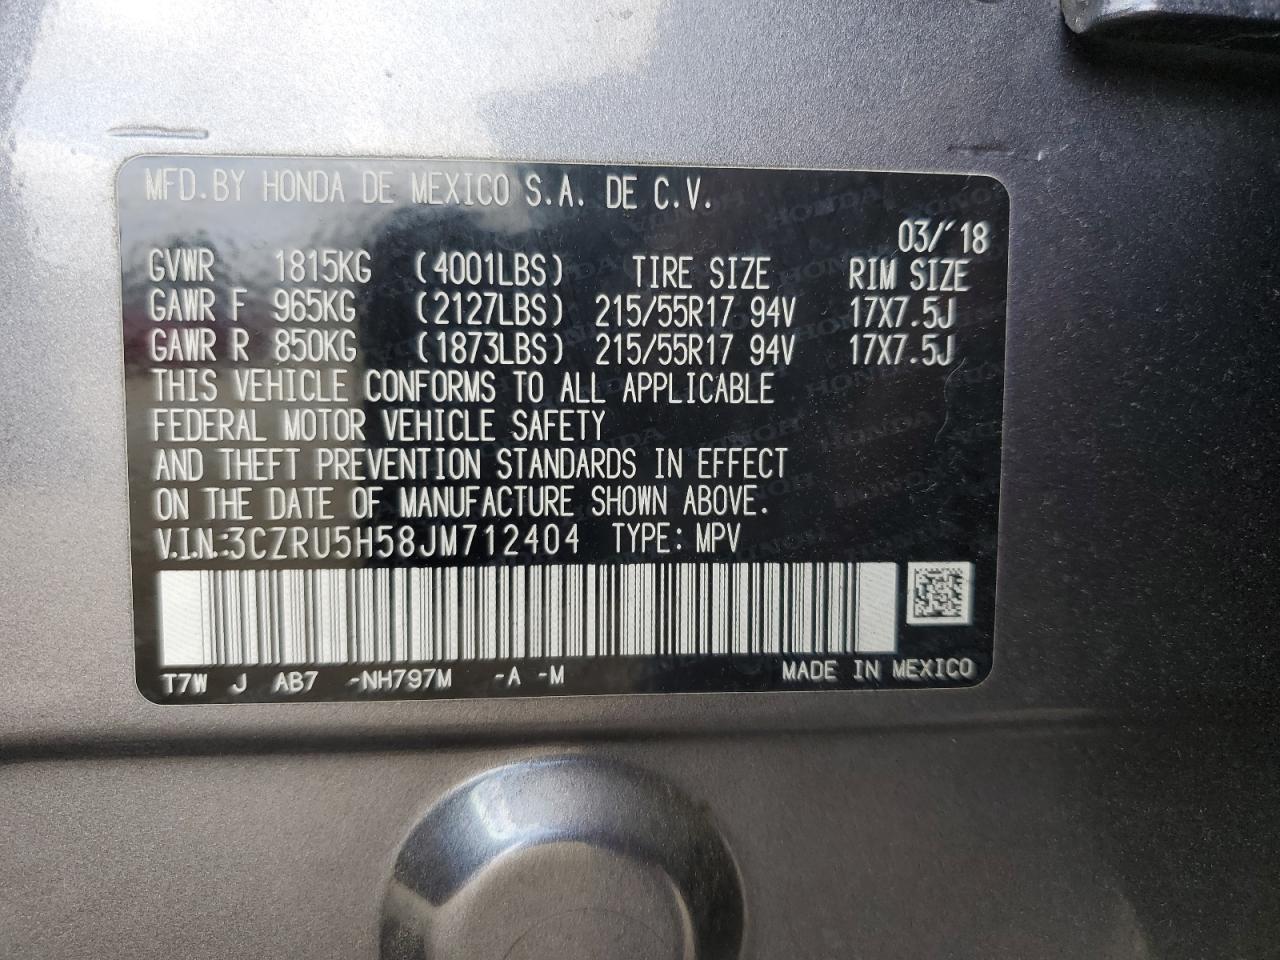 MFD.BY HONDA DE MEXICO S.A. DE C.V.
03/´18
GVWR 1815KG (4001LBS) TIRE SIZE RIM SIZE
GAWR F 965KG (2127LBS) 215/55R17 94V 17X7.5J
GAWR R 850KG (1873LBS) 215/55R17 94V 17X7.5J
THIS VEHICLE CONFORMS TO ALL APPLICABLE
FEDERAL MOTOR VEHICLE SAFETY
AND THEFT PREVENTION STANDARDS IN EFFECT
ON THE DATE OF MANUFACTURE SHOWN ABOVE.
V.I.N.:3CZRU5H58JM712404 TYPE: MPV
T7W J AB7 -NH797M -A -M MADE IN MEXICO